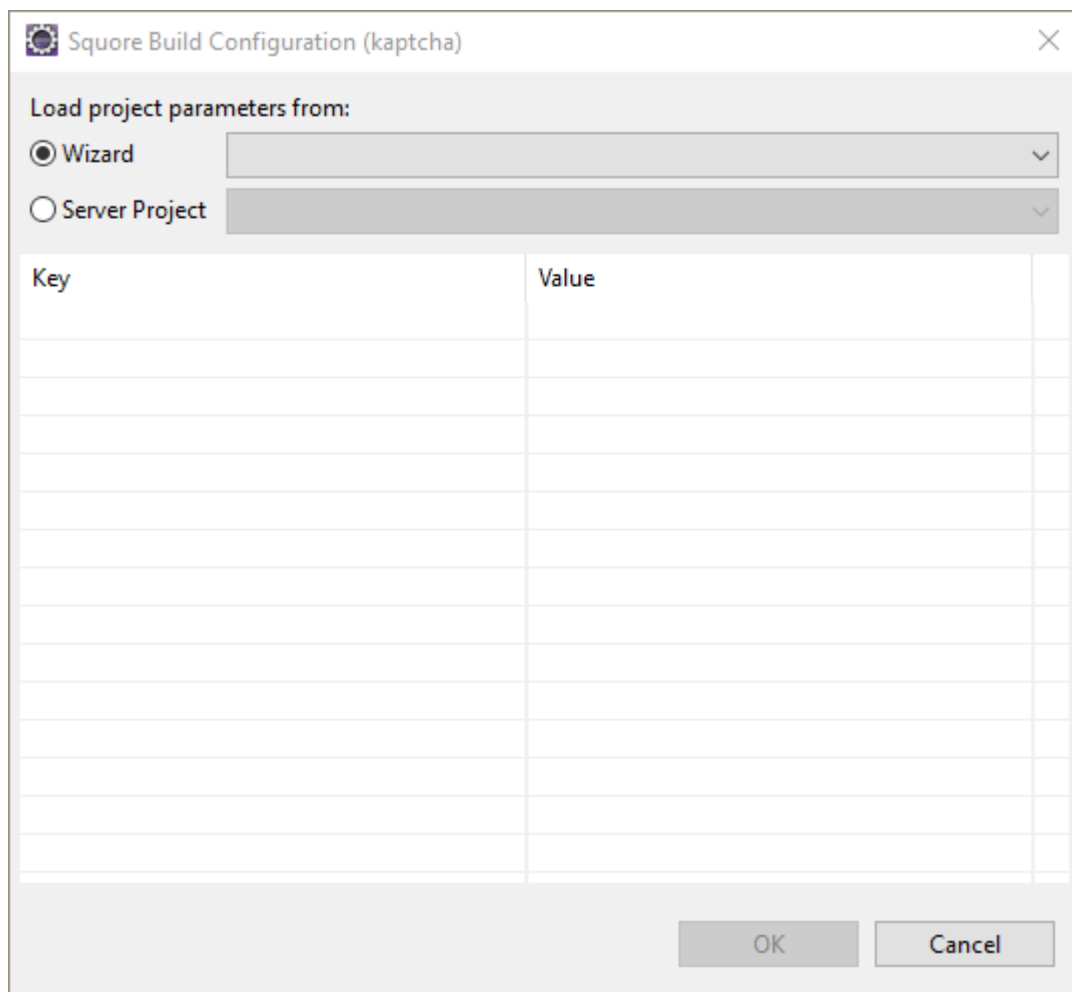 Squore Build Configuration (kaptcha)
Load project parameters from:
Wizard
Server Project
Key Value
OK Cancel